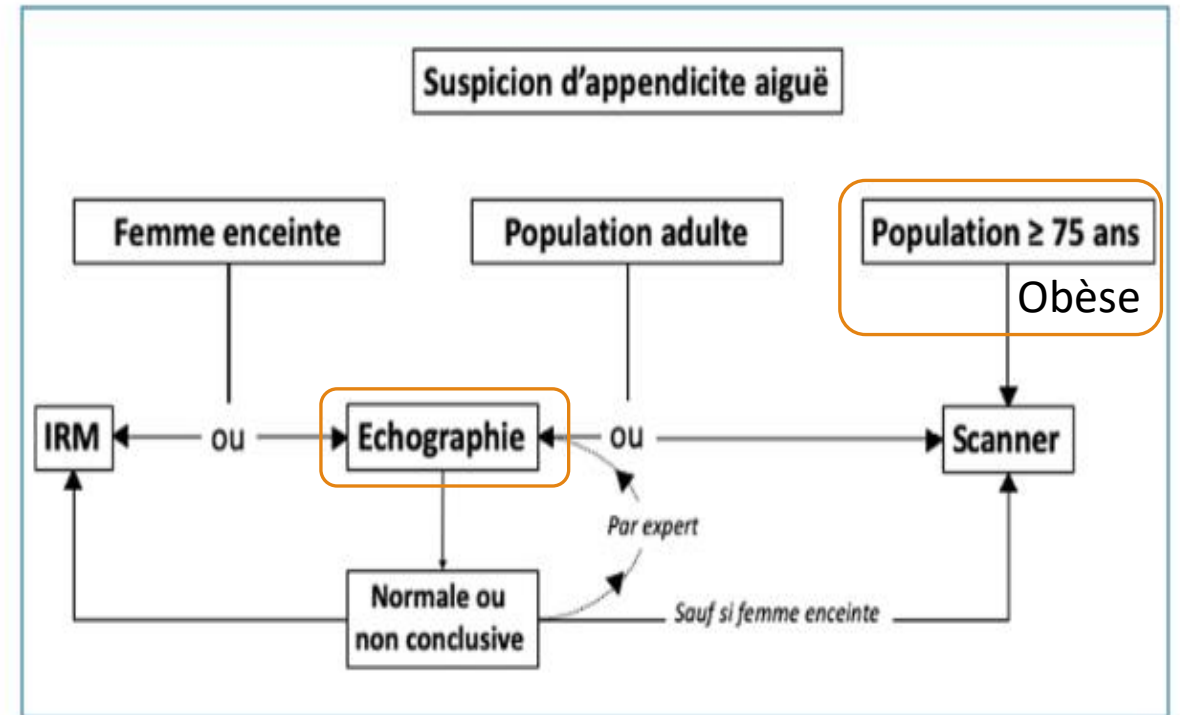 Suspicion d'appendicite aiguë
Femme enceinte
Population adulte
Population ≥ 75 ans
Obèse
IRM
ou
Echographie
ou
Scanner
Par expert
Normale ou
non conclusive
Sauf si femme enceinte